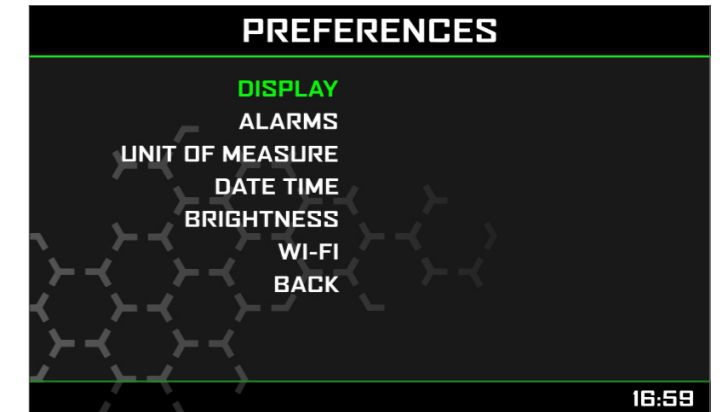 PREFERENCES
DISPLAY
ALARMS
UNIT OF MEASURE
DATE TIME
BRIGHTNESS
WI-FI
BACK
16:59